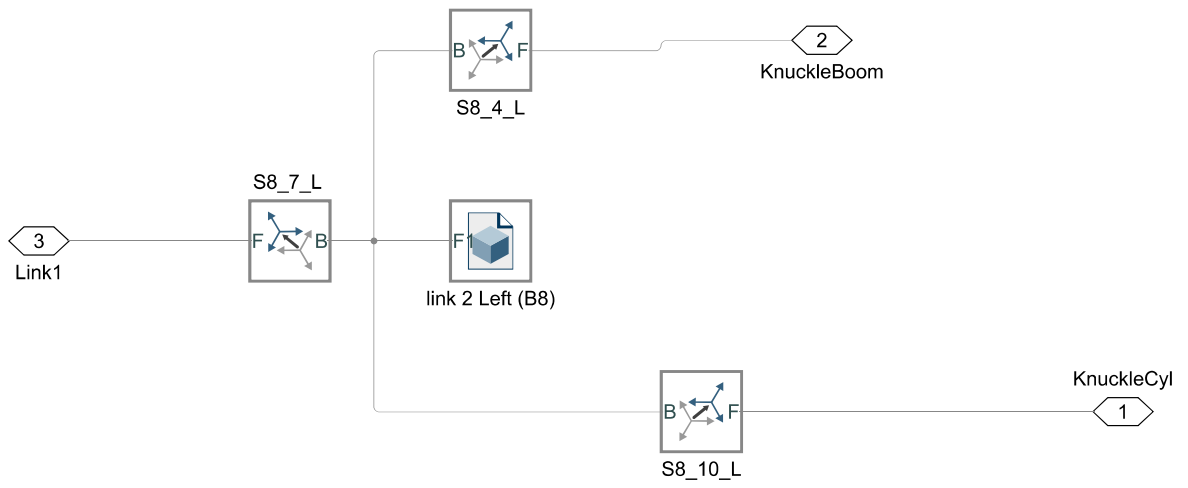 B F
S8_4_L
2
KnuckleBoom
S8_7_L
3
Link1
F B
F1
link 2 Left (B8)
KnuckleCyl
B F
1
S8_10_L